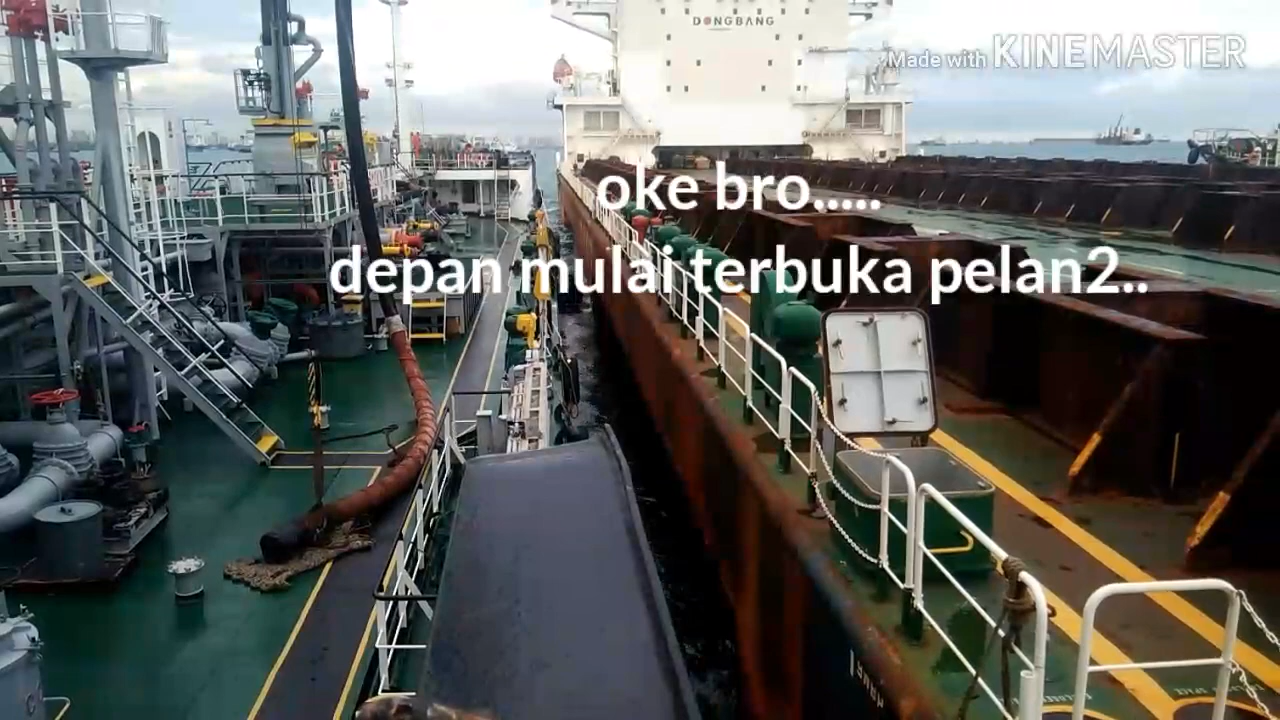 DONGBANG
Made with KINEMASTER
oke bro.....
depan mulai terbuka pelan2..